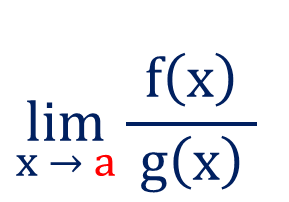 lim f(x)
x → a g(x)